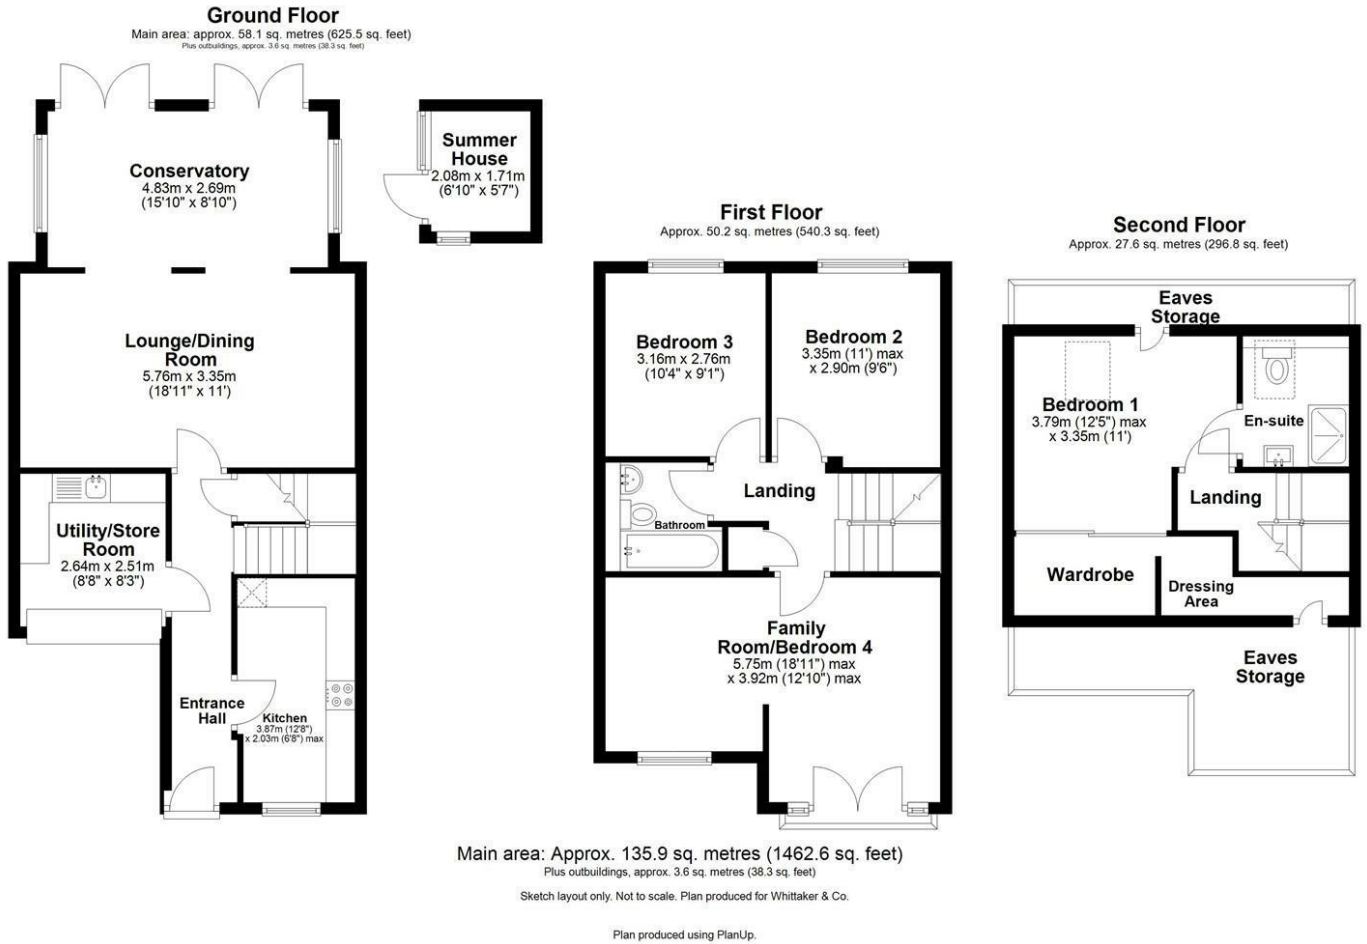 Ground Floor
Main area: approx. 58.1 sq. metres (625.5 sq. feet)
Plus outbuildings, approx. 3.6 sq. metres (38.3 sq. feet)
Conservatory
4.83m x 2.69m
(15'10" x 8'10")
Summer
House
2.08m x 1.71m
(6'10" x 5'7")
Lounge/Dining
Room
5.76m x 3.35m
(18'11" x 11')
Utility/Store
Room
2.64m x 2.51m
(8'8" x 8'3")
Entrance
Hall
Kitchen
3.87m (12'8")
x 2.03m (6'8") max
First Floor
Approx. 50.2 sq. metres (540.3 sq. feet)
Bedroom 3
3.16m x 2.76m
(10'4" x 9'1")
Bedroom 2
3.35m (11') max
x 2.90m (9'6")
Landing
Bathroom
Family
Room/Bedroom 4
5.75m (18'11") max
x 3.92m (12'10") max
Second Floor
Approx. 27.6 sq. metres (296.8 sq. feet)
Eaves
Storage
Bedroom 1
3.79m (12'5") max
x 3.35m (11')
En-suite
Landing
Wardrobe
Dressing
Area
Eaves
Storage
Main area: Approx. 135.9 sq. metres (1462.6 sq. feet)
Plus outbuildings, approx. 3.6 sq. metres (38.3 sq. feet)
Sketch layout only. Not to scale. Plan produced for Whittaker & Co.
Plan produced using PlanUp.